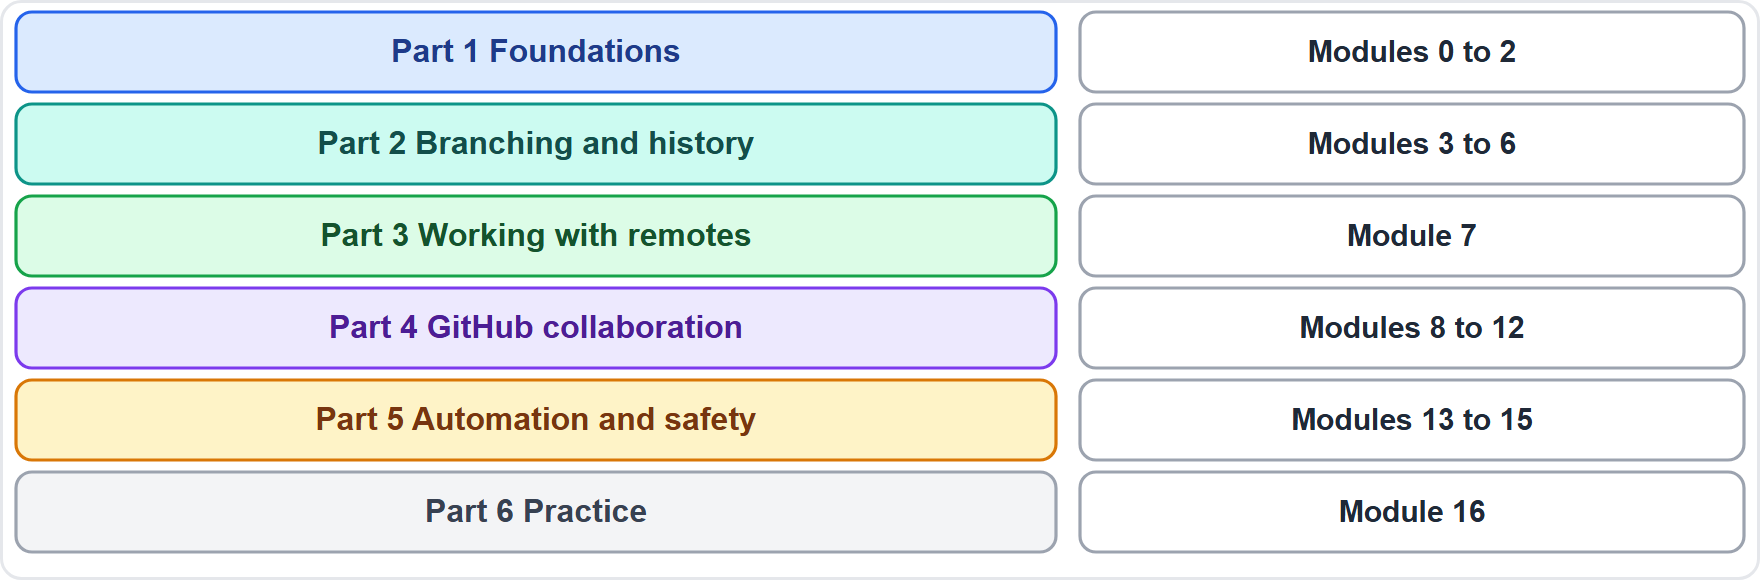 Part 1 Foundations
Modules 0 to 2
Part 2 Branching and history
Modules 3 to 6
Part 3 Working with remotes
Module 7
Part 4 GitHub collaboration
Modules 8 to 12
Part 5 Automation and safety
Modules 13 to 15
Part 6 Practice
Module 16